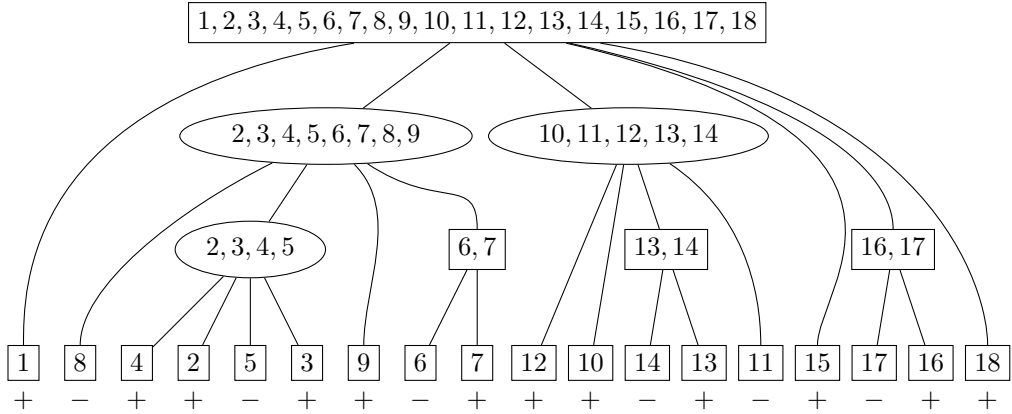 1, 2, 3, 4, 5, 6, 7, 8, 9, 10, 11, 12, 13, 14, 15, 16, 17, 18
2, 3, 4, 5, 6, 7, 8, 9 10, 11, 12, 13, 14
2, 3, 4, 5 6, 7 13, 14 16, 17
1 8 4 2 5 3 9 6 7 12 10 14 13 11 15 17 16 18
+ − + + − + + − + + + − + − + − + +